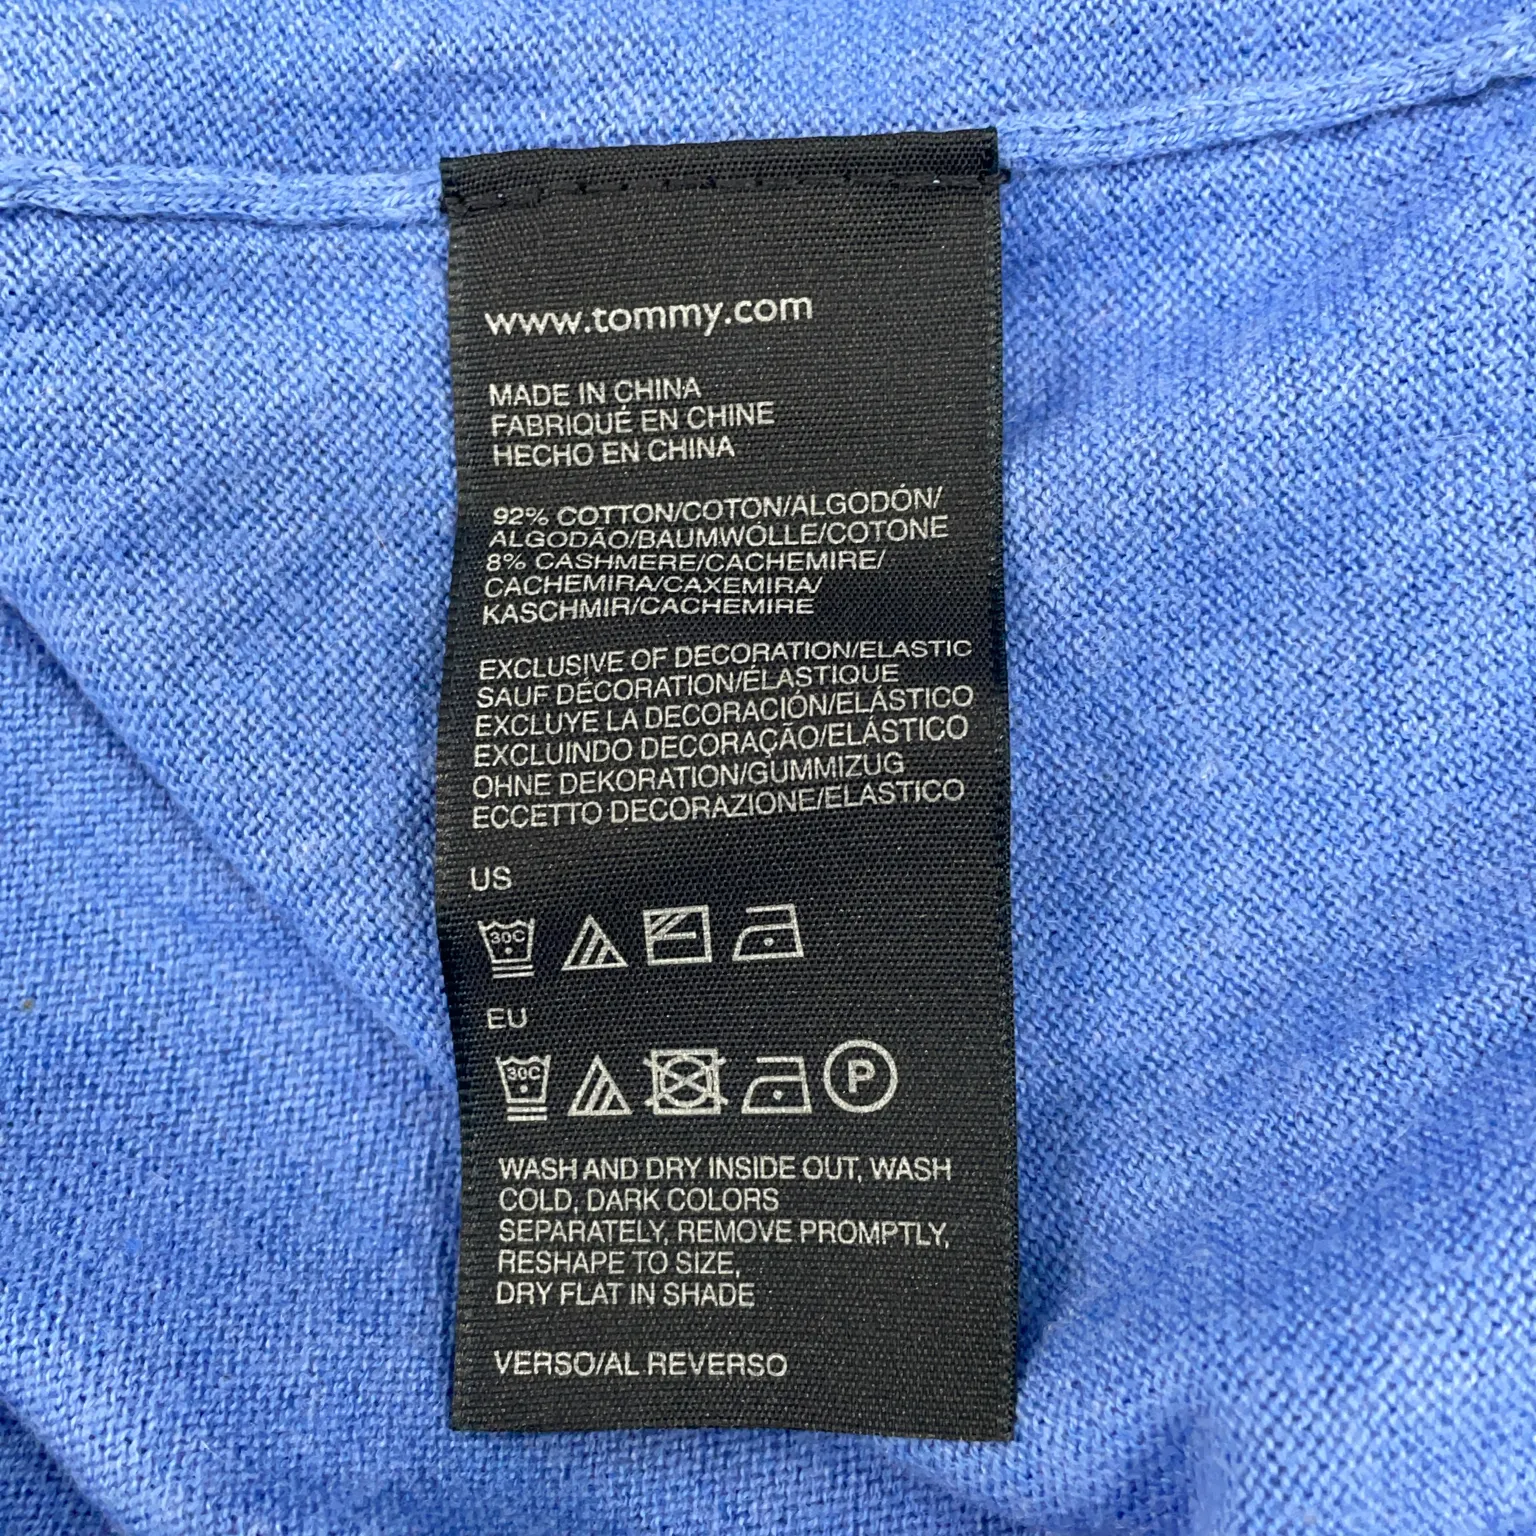 www.tommy.com
MADE IN CHINA
FABRIQUÉ EN CHINE
HECHO EN CHINA
92% COTTON/COTON/ALGODÓN/
ALGODÃO/BAUMWOLLE/COTONE
8% CASHMERE/CACHEMIRE/
CACHEMIRA/CAXEMIRA/
KASCHMIR/CACHEMIRE
EXCLUSIVE OF DECORATION/ELASTIC
SAUF DÉCORATION/ÉLASTIQUE
EXCLUYE LA DECORACIÓN/ELÁSTICO
EXCLUINDO DECORAÇÃO/ELÁSTICO
OHNE DEKORATION/GUMMIZUG
ECCETTO DECORAZIONE/ELASTICO
US
30C
EU
30C P
WASH AND DRY INSIDE OUT, WASH
COLD, DARK COLORS
SEPARATELY, REMOVE PROMPTLY,
RESHAPE TO SIZE,
DRY FLAT IN SHADE
VERSO/AL REVERSO